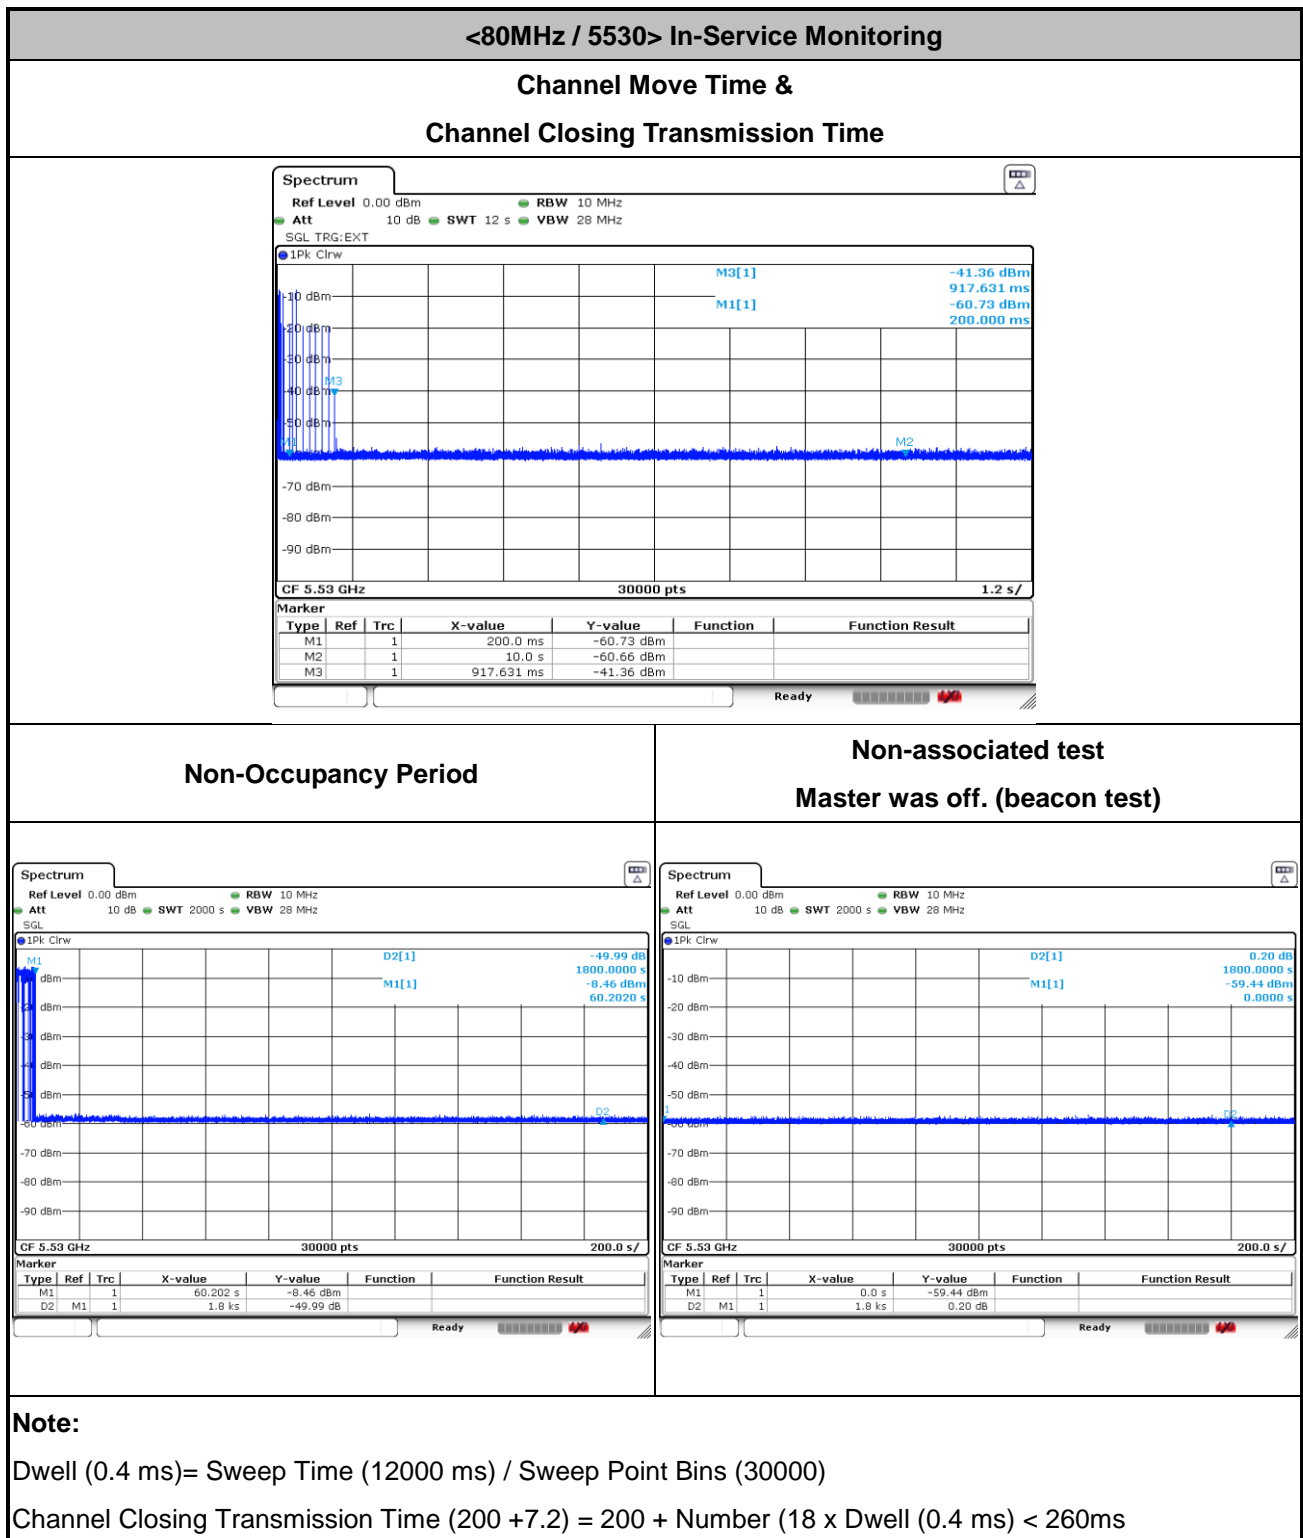 <80MHz / 5530> In-Service Monitoring
Channel Move Time &
Channel Closing Transmission Time
Spectrum
Ref Level 0.00 dBm RBW 10 MHz
Att 10 dB SWT 12 s VBW 28 MHz
SGL TRG:EXT
1Pk Clrw
M3[1] -41.36 dBm
917.631 ms
M1[1] -60.73 dBm
200.000 ms
-10 dBm
-20 dBm
-30 dBm
M3
-40 dBm
-50 dBm
M1 M2
-70 dBm
-80 dBm
-90 dBm
CF 5.53 GHz 30000 pts 1.2 s/
Marker
Type Ref Trc X-value Y-value Function Function Result
M1 1 200.0 ms -60.73 dBm
M2 1 10.0 s -60.66 dBm
M3 1 917.631 ms -41.36 dBm
Ready
Non-Occupancy Period
Spectrum
Ref Level 0.00 dBm RBW 10 MHz
Att 10 dB SWT 2000 s VBW 28 MHz
SGL
1Pk Clrw
D2[1] -49.99 dB
1800.0000 s
M1[1] -8.46 dBm
60.2020 s
M1
dBm
dBm
dBm
dBm
dBm
D2
-60 dBm
-70 dBm
-80 dBm
-90 dBm
CF 5.53 GHz 30000 pts 200.0 s/
Marker
Type Ref Trc X-value Y-value Function Function Result
M1 1 60.202 s -8.46 dBm
D2 M1 1 1.8 ks -49.99 dB
Ready
Non-associated test
Master was off. (beacon test)
Spectrum
Ref Level 0.00 dBm RBW 10 MHz
Att 10 dB SWT 2000 s VBW 28 MHz
SGL
1Pk Clrw
D2[1] 0.20 dB
1800.0000 s
M1[1] -59.44 dBm
0.0000 s
-10 dBm
-20 dBm
-30 dBm
-40 dBm
-50 dBm
D2
-60 dBm
-70 dBm
-80 dBm
-90 dBm
CF 5.53 GHz 30000 pts 200.0 s/
Marker
Type Ref Trc X-value Y-value Function Function Result
M1 1 0.0 s -59.44 dBm
D2 M1 1 1.8 ks 0.20 dB
Ready
Note:
Dwell (0.4 ms)= Sweep Time (12000 ms) / Sweep Point Bins (30000)
Channel Closing Transmission Time (200 +7.2) = 200 + Number (18 x Dwell (0.4 ms) < 260ms